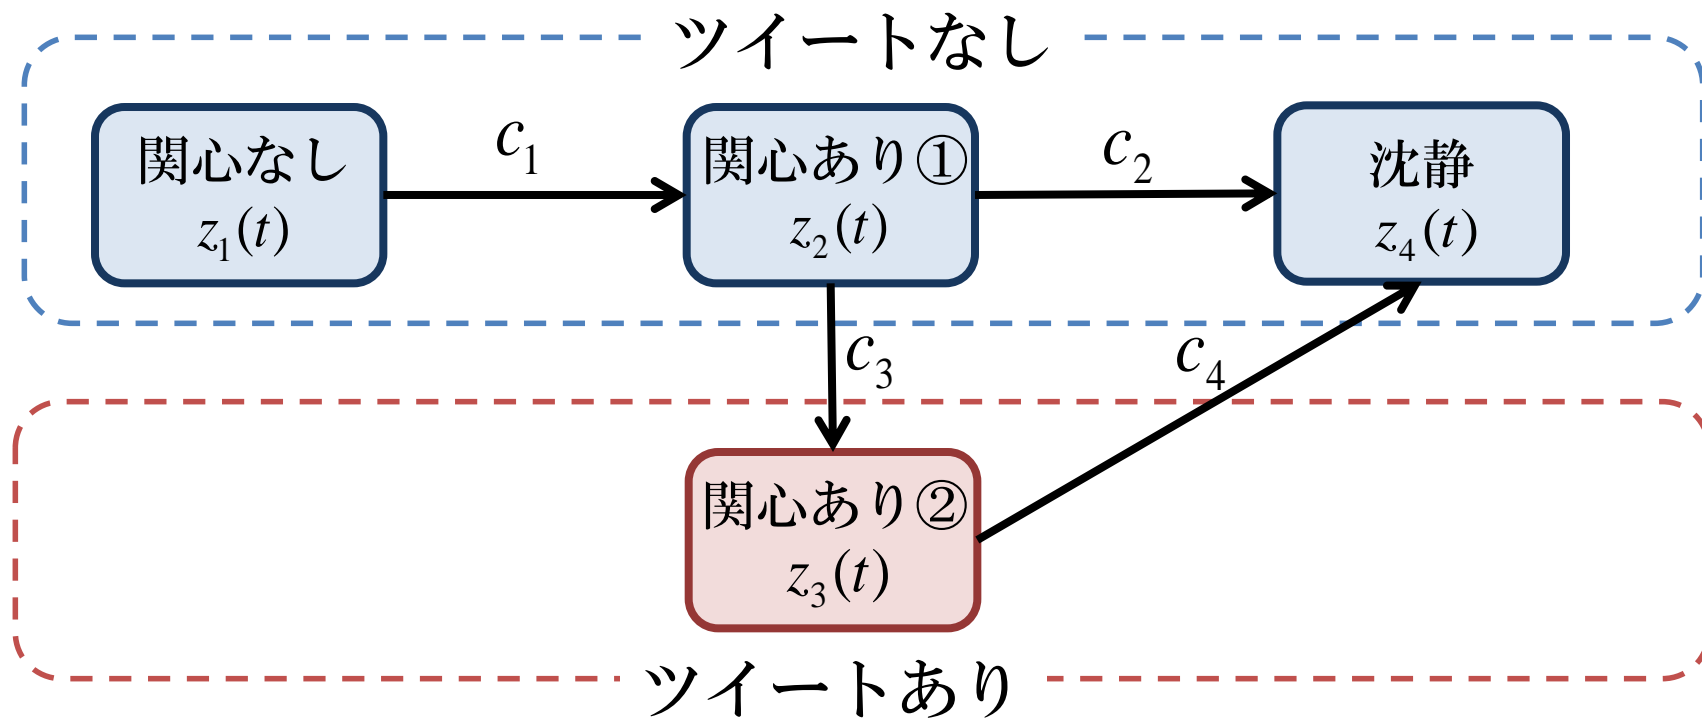 ツイートなし
関心なし
z₁(t)
c₁
関心あり①
z₂(t)
c₂
沈静
z₄(t)
c₃
c₄
関心あり②
z₃(t)
ツイートあり